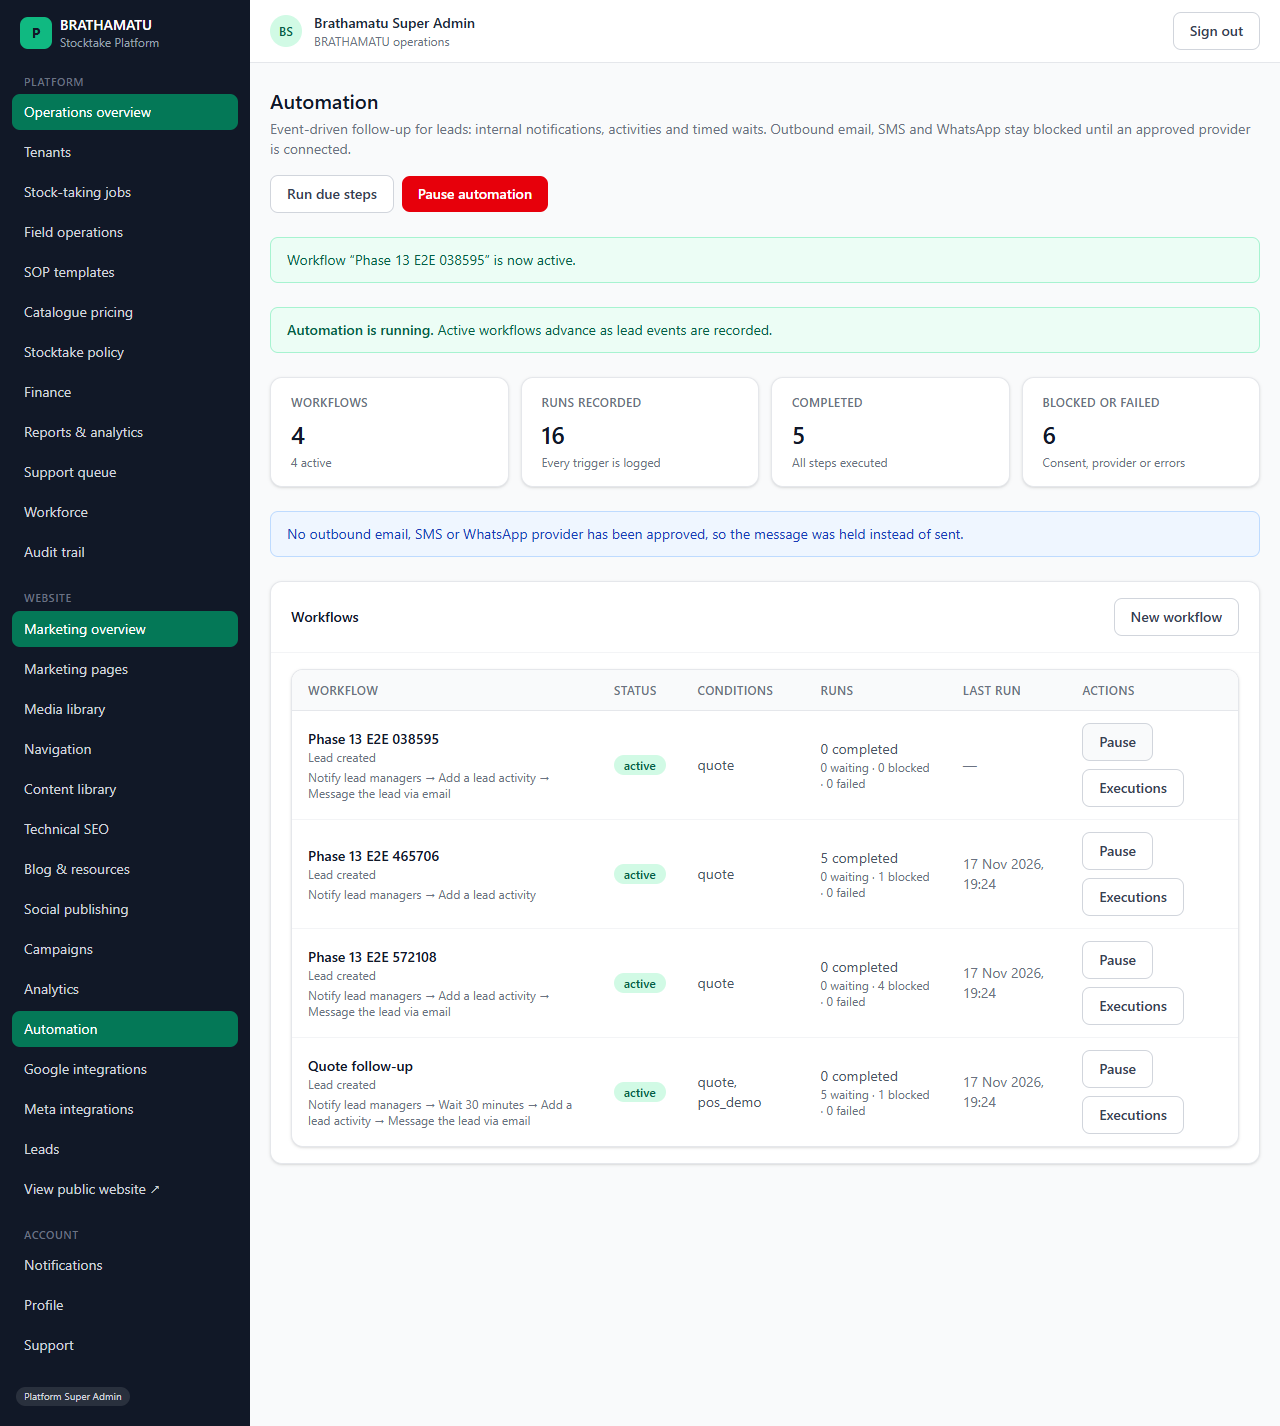 P
BRATHAMATU
Stocktake Platform
PLATFORM
Operations overview
Tenants
Stock-taking jobs
Field operations
SOP templates
Catalogue pricing
Stocktake policy
Finance
Reports & analytics
Support queue
Workforce
Audit trail
WEBSITE
Marketing overview
Marketing pages
Media library
Navigation
Content library
Technical SEO
Blog & resources
Social publishing
Campaigns
Analytics
Automation
Google integrations
Meta integrations
Leads
View public website ↗
ACCOUNT
Notifications
Profile
Support
Platform Super Admin
BS
Brathamatu Super Admin
BRATHAMATU operations
Sign out
Automation
Event-driven follow-up for leads: internal notifications, activities and timed waits. Outbound email, SMS and WhatsApp stay blocked until an approved provider
is connected.
Run due steps
Pause automation
Workflow “Phase 13 E2E 038595” is now active.
Automation is running. Active workflows advance as lead events are recorded.
WORKFLOWS
4
4 active
RUNS RECORDED
16
Every trigger is logged
COMPLETED
5
All steps executed
BLOCKED OR FAILED
6
Consent, provider or errors
No outbound email, SMS or WhatsApp provider has been approved, so the message was held instead of sent.
Workflows
New workflow
WORKFLOW STATUS CONDITIONS RUNS LAST RUN ACTIONS
Phase 13 E2E 038595
Lead created
Notify lead managers → Add a lead activity →
Message the lead via email
active
quote
0 completed
0 waiting · 0 blocked
· 0 failed
—
Pause
Executions
Phase 13 E2E 465706
Lead created
Notify lead managers → Add a lead activity
active
quote
5 completed
0 waiting · 1 blocked
· 0 failed
17 Nov 2026,
19:24
Pause
Executions
Phase 13 E2E 572108
Lead created
Notify lead managers → Add a lead activity →
Message the lead via email
active
quote
0 completed
0 waiting · 4 blocked
· 0 failed
17 Nov 2026,
19:24
Pause
Executions
Quote follow-up
Lead created
Notify lead managers → Wait 30 minutes → Add a
lead activity → Message the lead via email
active
quote,
pos_demo
0 completed
5 waiting · 1 blocked
· 0 failed
17 Nov 2026,
19:24
Pause
Executions